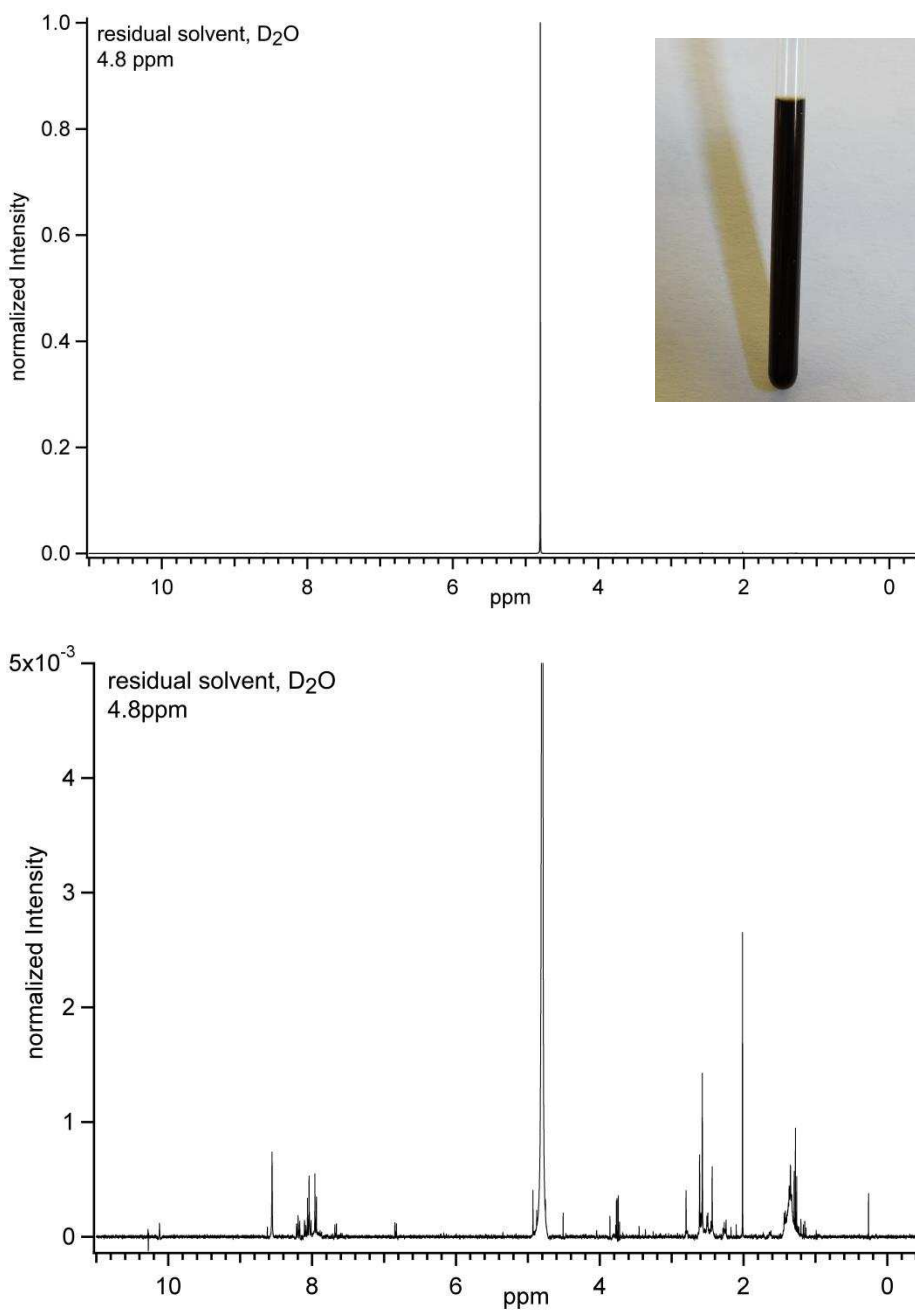 1.0
residual solvent, D₂O
4.8 ppm
0.8
0.6
0.4
0.2
0.0
normalized Intensity
10 8 6 4 2 0
ppm
5x10⁻³
residual solvent, D₂O
4.8ppm
4
3
2
1
0
normalized Intensity
10 8 6 4 2 0
ppm